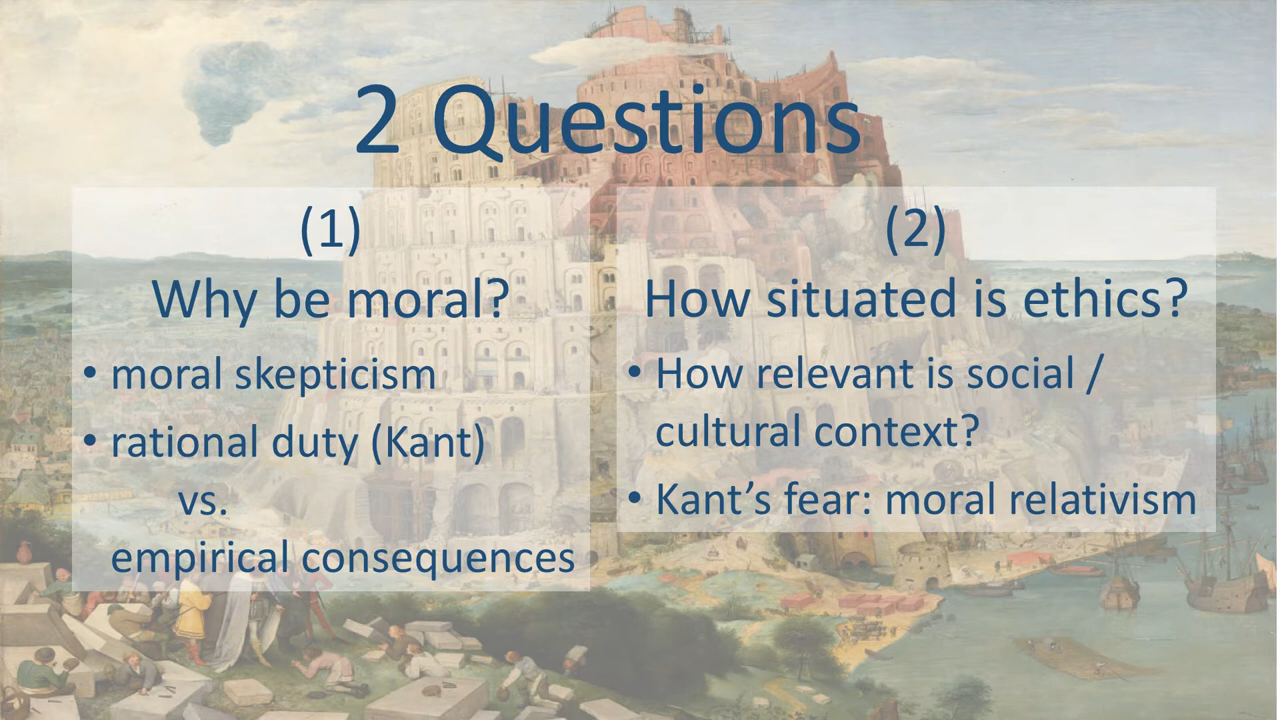 2 Questions
(1)
Why be moral?
• moral skepticism
• rational duty (Kant)
vs.
empirical consequences
(2)
How situated is ethics?
• How relevant is social /
cultural context?
• Kant’s fear: moral relativism